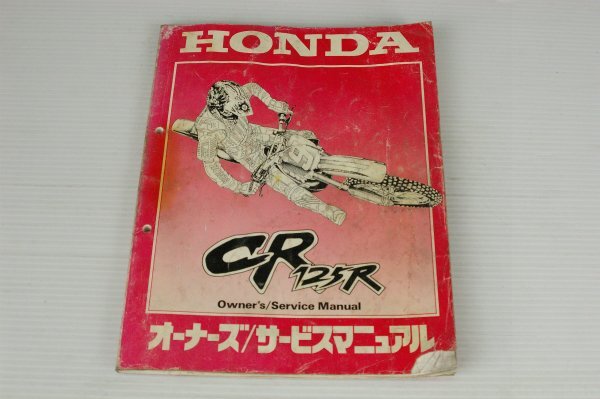 HONDA
CR125R
Owner's/Service Manual
オーナーズ/サービスマニュアル